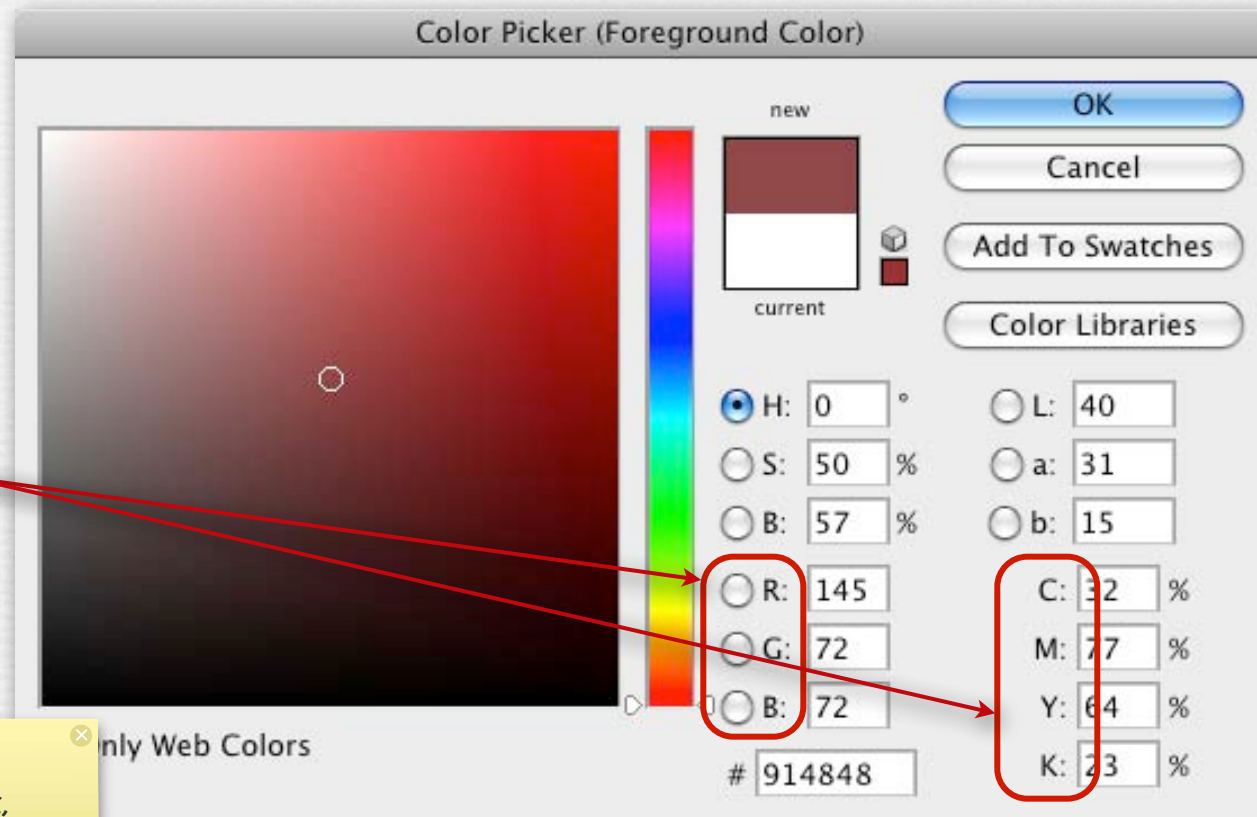 Color Picker (Foreground Color)
new
current
OK
Cancel
Add To Swatches
Color Libraries
H: 0 °
S: 50 %
B: 57 %
R: 145
G: 72
B: 72
# 914848
L: 40
a: 31
b: 15
C: 32 %
M: 77 %
Y: 64 %
K: 23 %
Web Colors